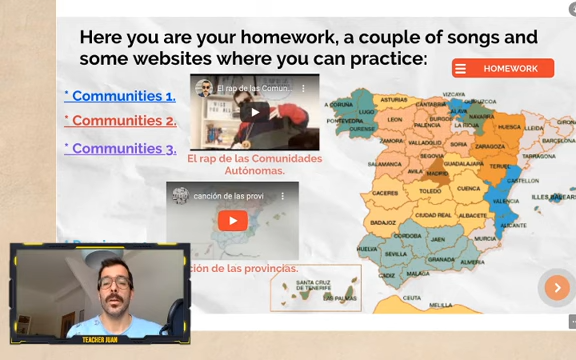 Here you are your homework, a couple of songs and
some websites where you can practice:
HOMEWORK
* Communities 1.
* Communities 2.
* Communities 3.
El rap de las Comun...
El rap de las Comunidades
Autónomas.
canción de las provi
ción de las provincias.
TEACHER JUAN
A CORUÑA
LUGO
PONTEVEDRA
OURENSE
ASTURIAS
CANTABRIA
VIZCAYA
GUIPUZCOA
ALAVA
NAVARRA
LEON
BURGOS
PALENCIA
LA RIOJA
HUESCA
LLEIDA
GIRONA
BARCELONA
ZAMORA
VALLADOLID
SORIA
ZARAGOZA
TARRAGONA
SEGOVIA
SALAMANCA
AVILA
GUADALAJARA
TERUEL
MADRID
CASTELLON
CACERES
TOLEDO
CUENCA
VALENCIA
ILLES BALEARS
BADAJOZ
CIUDAD REAL
ALBACETE
ALICANTE
MURCIA
CORDOBA
JAEN
HUELVA
SEVILLA
GRANADA
ALMERIA
CADIZ
MALAGA
SANTA CRUZ
DE TENERIFE
LAS PALMAS
CEUTA
MELILLA